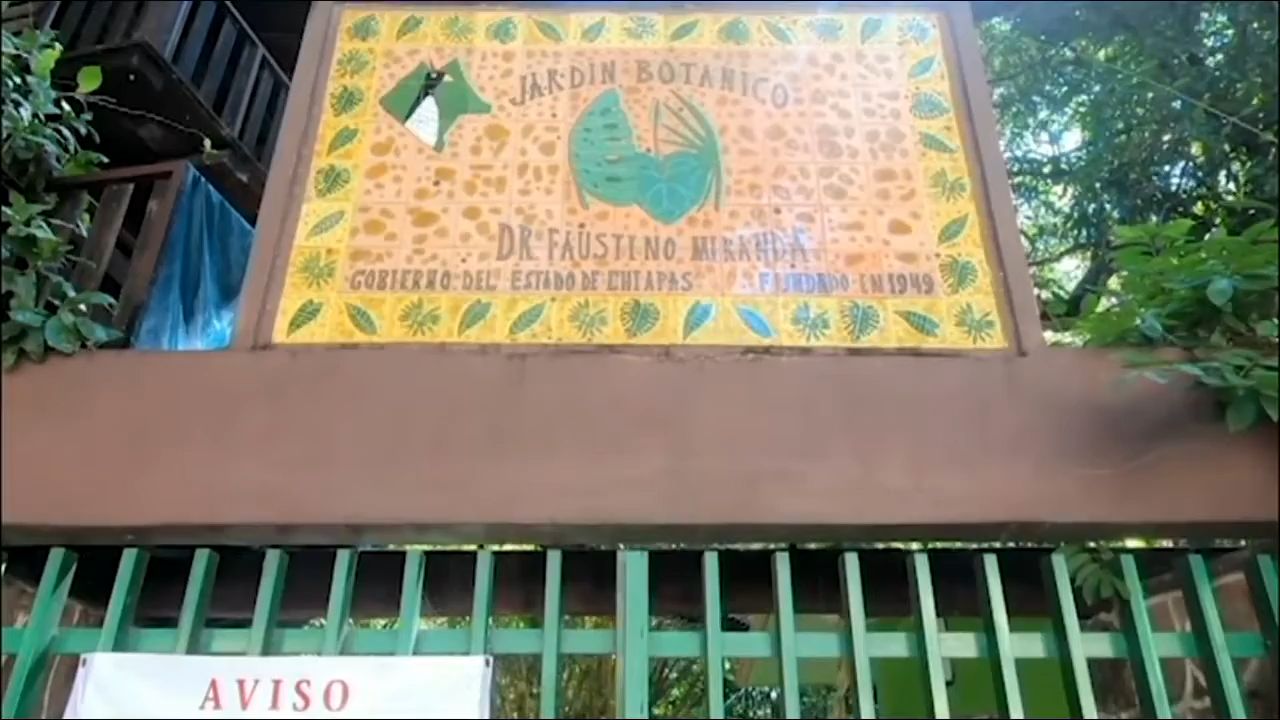 JARDIN BOTANICO
DR. FAUSTINO MIRANDA
GOBIERNO DEL ESTADO DE CHIAPAS FUNDADO EN 1949
AVISO